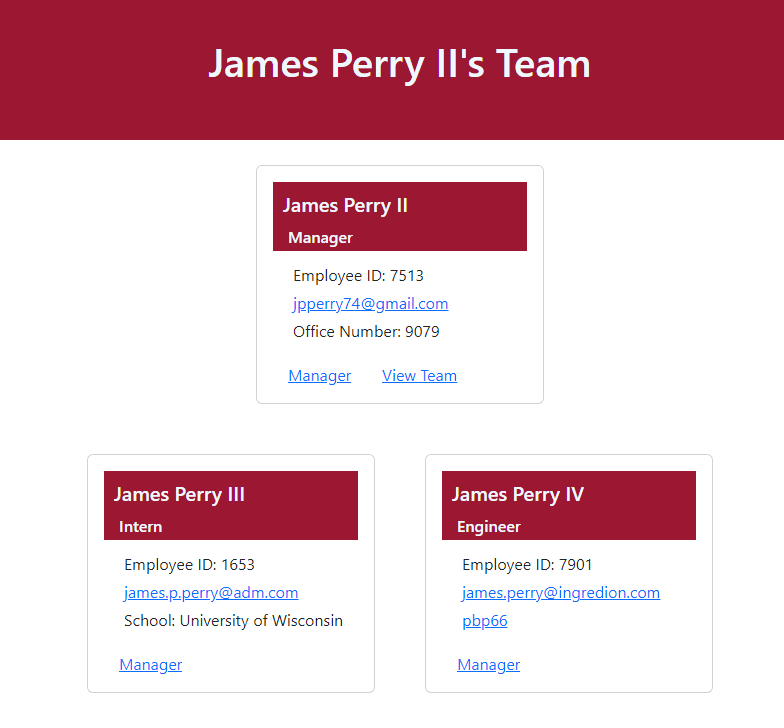 James Perry II's Team
James Perry II
Manager
Employee ID: 7513
jpperry74@gmail.com
Office Number: 9079
Manager View Team
James Perry III
Intern
Employee ID: 1653
james.p.perry@adm.com
School: University of Wisconsin
Manager
James Perry IV
Engineer
Employee ID: 7901
james.perry@ingredion.com
pbp66
Manager